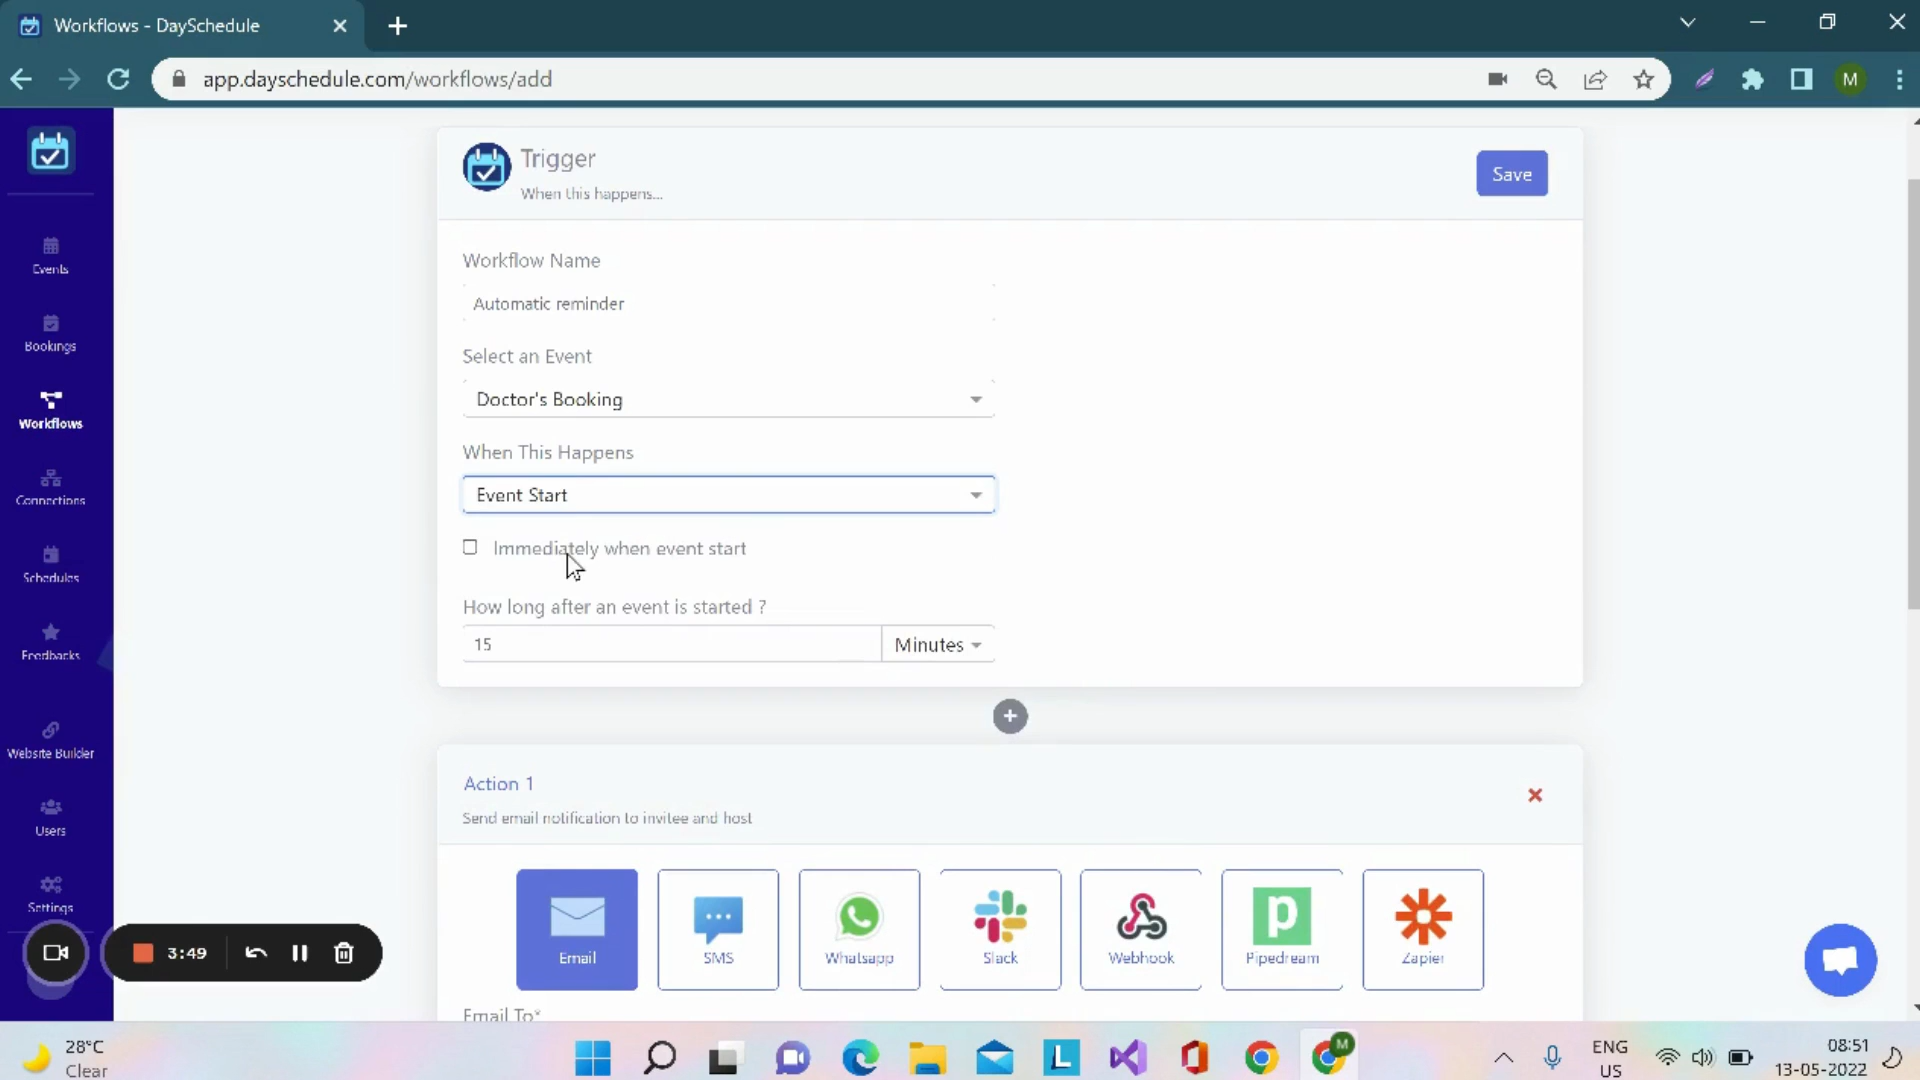 Workflows - DaySchedule
app.dayschedule.com/workflows/add
M
Trigger
When this happens...
Save
Workflow Name
Automatic reminder
Select an Event
Doctor's Booking
When This Happens
Event Start
Immediately when event start
How long after an event is started ?
15
Minutes
Events
Bookings
Workflows
Connections
Schedules
Feedbacks
Website Builder
Users
Settings
Action 1
Send email notification to invitee and host
Email
SMS
Whatsapp
Slack
Webhook
Pipedream
Zapier
Email To*
3:49
28°C
Clear
L
M
ENG
US
08:51
13-05-2022